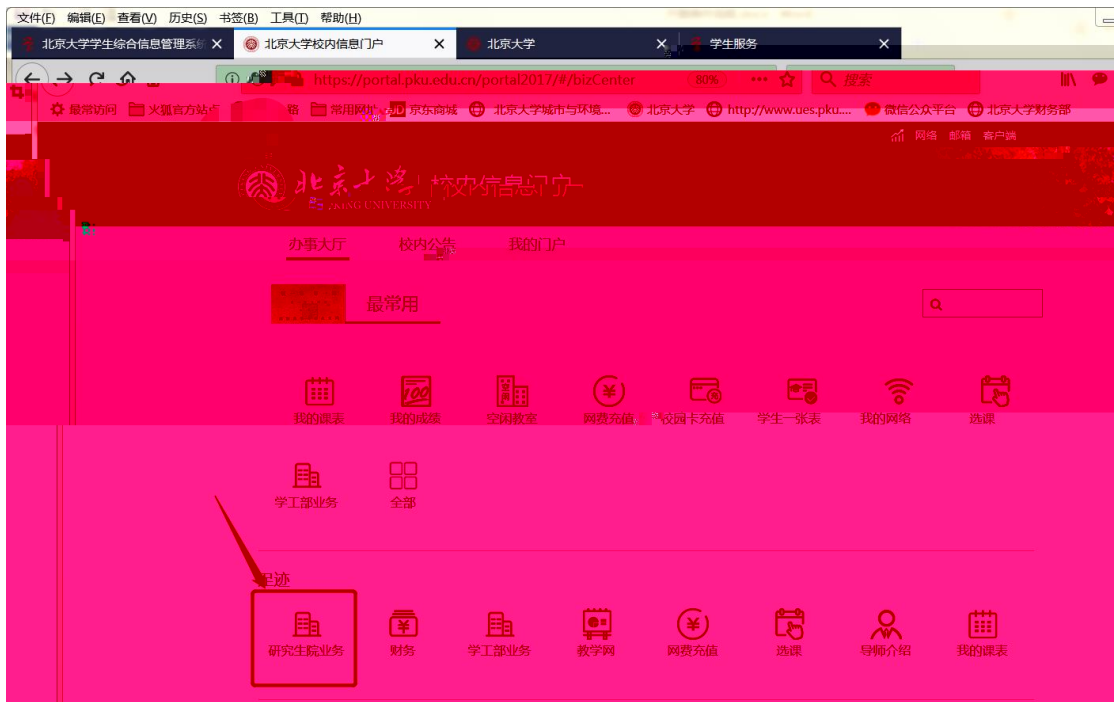 文件(F) 编辑(E) 查看(V) 历史(S) 书签(B) 工具(T) 帮助(H)
北京大学学生综合信息管理系统 北京大学校内信息门户 北京大学 学生服务
https://portal.pku.edu.cn/portal2017/#/bizCenter 80% 搜索
最常访问 火狐官方站点 常用网址 京东商城 北京大学城市与环境... 北京大学 http://www.ues.pku.... 微信公众平台 北京大学财务部
网络 邮箱 客户端
北京大学 校内信息门户
PEKING UNIVERSITY
办事大厅 校内公告 我的门户
最常用
我的课表 我的成绩 空闲教室 网费充值 校园卡充值 学生一张表 我的网络 选课
学工部业务 全部
足迹
研究生院业务 财务 学工部业务 教学网 网费充值 选课 导师介绍 我的课表